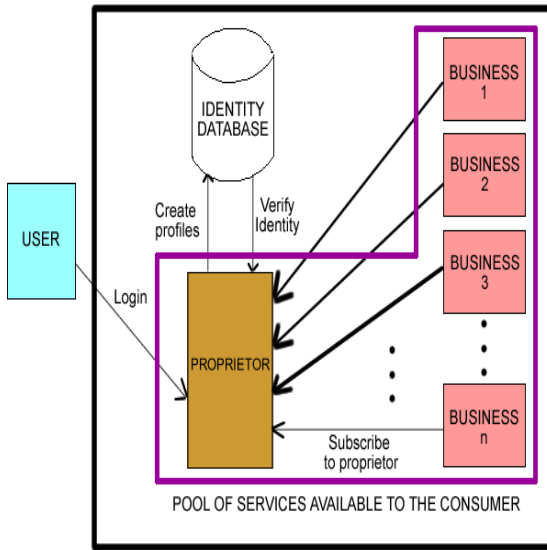 IDENTITY
DATABASE
BUSINESS
1
BUSINESS
2
BUSINESS
3
BUSINESS
n
Create
profiles
Verify
Identity
USER
Login
PROPRIETOR
Subscribe
to proprietor
POOL OF SERVICES AVAILABLE TO THE CONSUMER